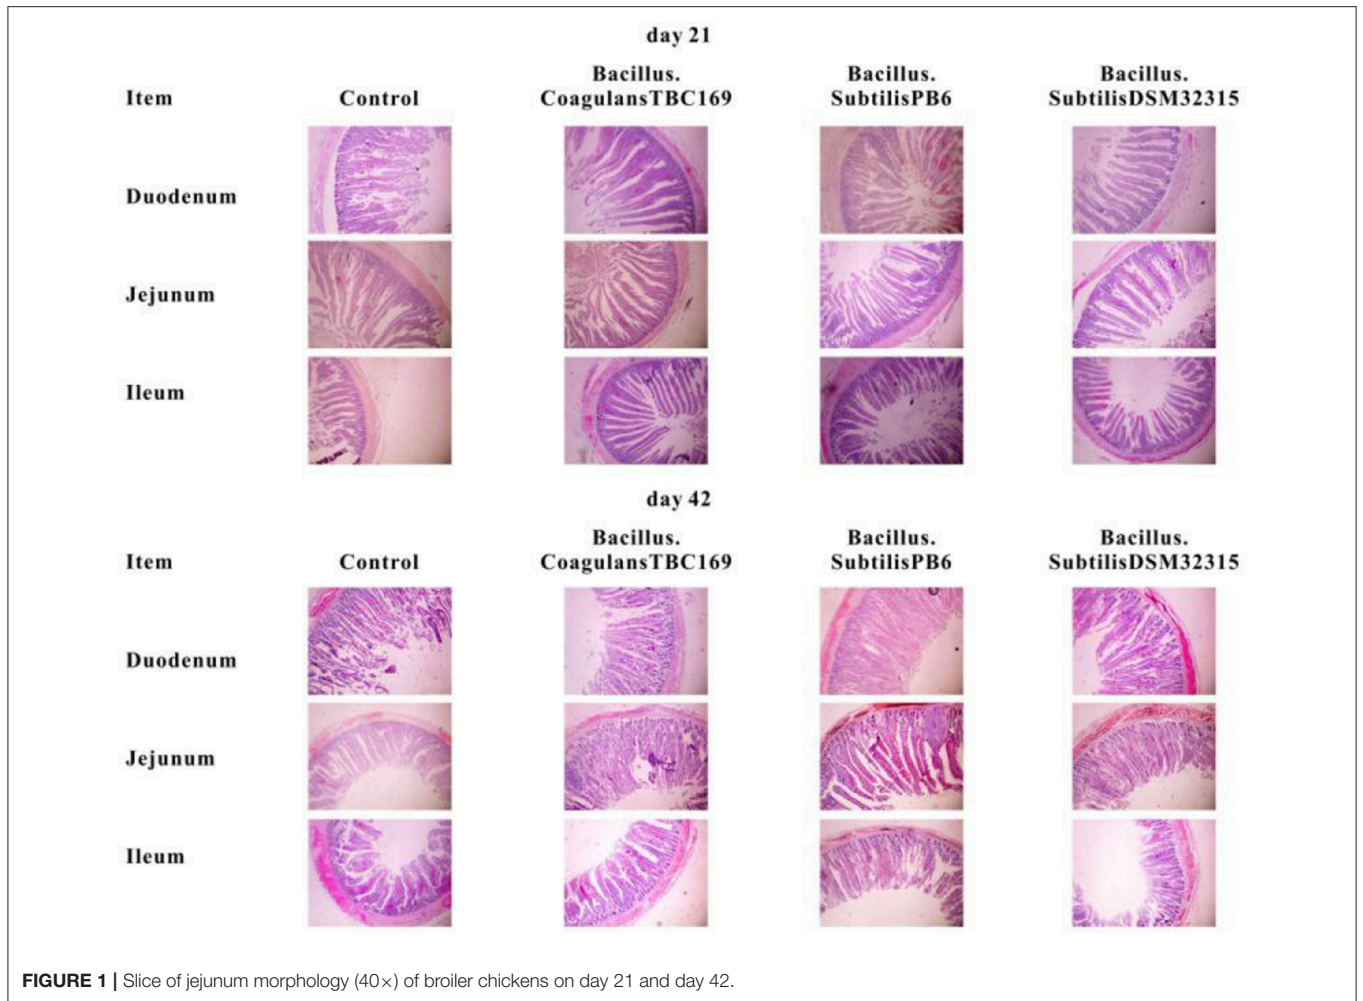 day 21
Item Control Bacillus. CoagulansTBC169 Bacillus. SubtilisPB6 Bacillus. SubtilisDSM32315
Duodenum
Jejunum
Ileum
day 42
Item Control Bacillus. CoagulansTBC169 Bacillus. SubtilisPB6 Bacillus. SubtilisDSM32315
Duodenum
Jejunum
Ileum
FIGURE 1 | Slice of jejunum morphology (40×) of broiler chickens on day 21 and day 42.